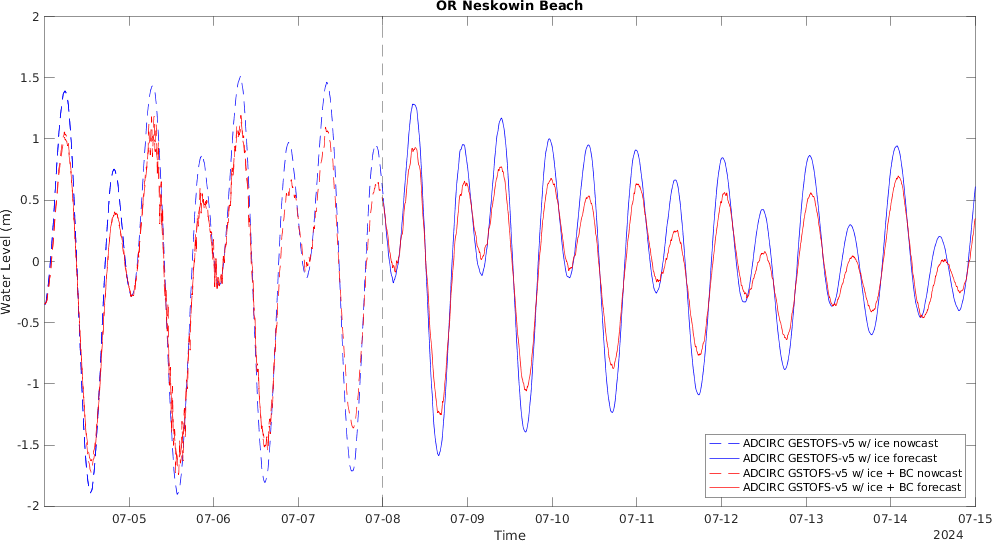 OR Neskowin Beach
2
1.5
1
0.5
0
-0.5
-1
-1.5
-2
Water Level (m)
07-05 07-06 07-07 07-08 07-09 07-10 07-11 07-12 07-13 07-14 07-15
Time
2024
ADCIRC GESTOFS-v5 w/ ice nowcast
ADCIRC GESTOFS-v5 w/ ice forecast
ADCIRC GSTOFS-v5 w/ ice + BC nowcast
ADCIRC GSTOFS-v5 w/ ice + BC forecast